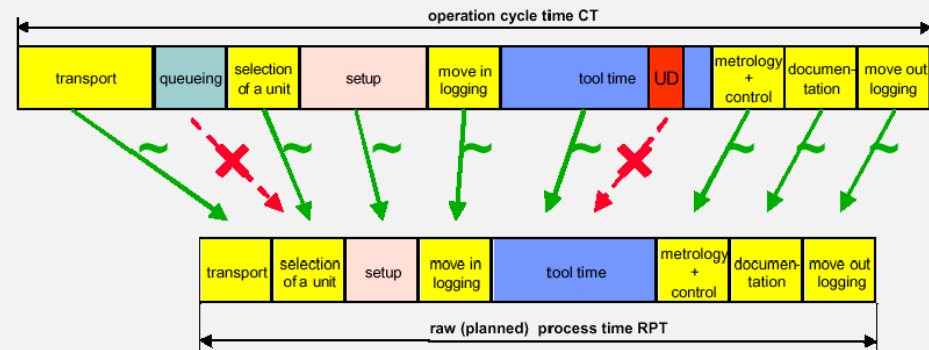 operation cycle time CT
transport
queueing
selection
of a unit
setup
move in
logging
tool time
UD
metrology
+
control
documen-
tation
move out
logging
~ ~ ~ ~ ~ ~ ~ ~
transport
selection
of a unit
setup
move in
logging
tool time
metrology
+
control
documen-
tation
move out
logging
raw (planned) process time RPT